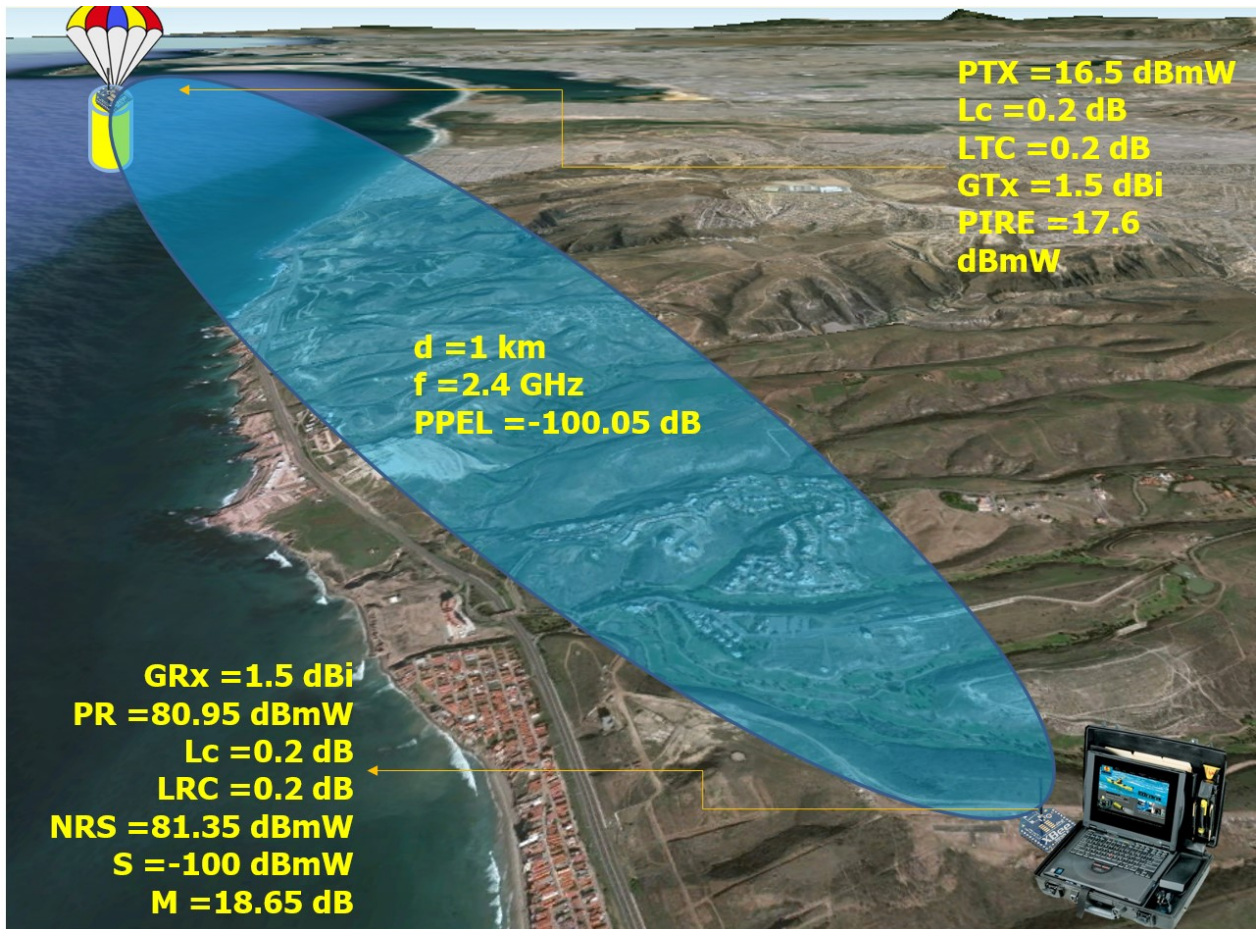 PTX =16.5 dBmW
Lc =0.2 dB
LTC =0.2 dB
GTx =1.5 dBi
PIRE =17.6
dBmW
d =1 km
f =2.4 GHz
PPEL =-100.05 dB
GRx =1.5 dBi
PR =80.95 dBmW
Lc =0.2 dB
LRC =0.2 dB
NRS =81.35 dBmW
S =-100 dBmW
M =18.65 dB
XBee